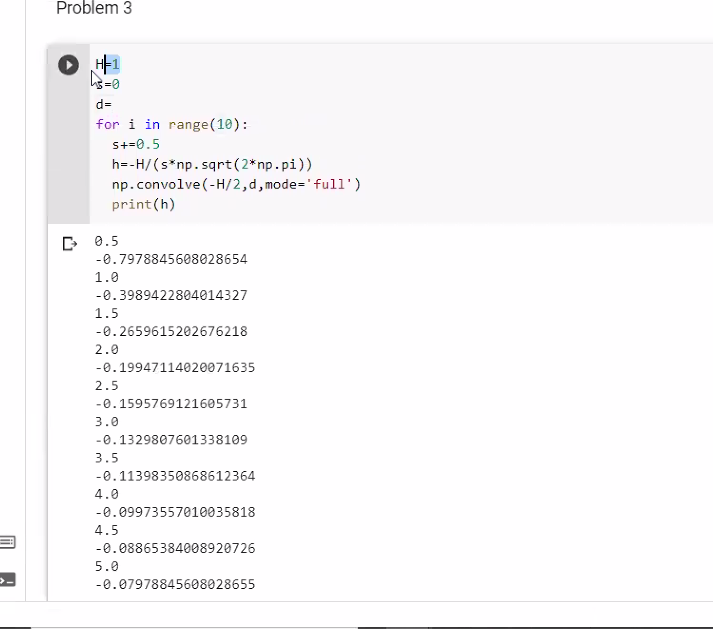 Problem 3
H=1
s=0
d=
for i in range(10):
  s+=0.5
  h=-H/(s*np.sqrt(2*np.pi))
  np.convolve(-H/2,d,mode='full')
  print(h)
0.5
-0.7978845608028654
1.0
-0.3989422804014327
1.5
-0.2659615202676218
2.0
-0.19947114020071635
2.5
-0.1595769121605731
3.0
-0.1329807601338109
3.5
-0.11398350868612364
4.0
-0.09973557010035818
4.5
-0.08865384008920726
5.0
-0.07978845608028655